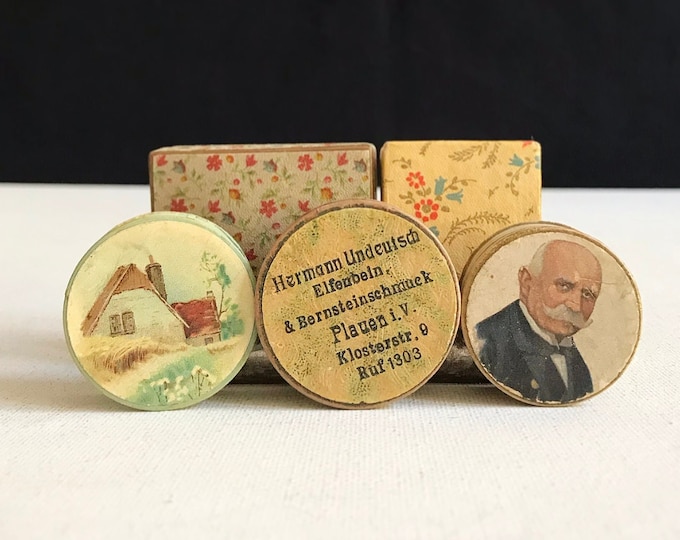 Hermann Undeutsch
Elfenbein
& Bernsteinschmuck
Plauen i.V.
Klosterstr. 9
Ruf 1303